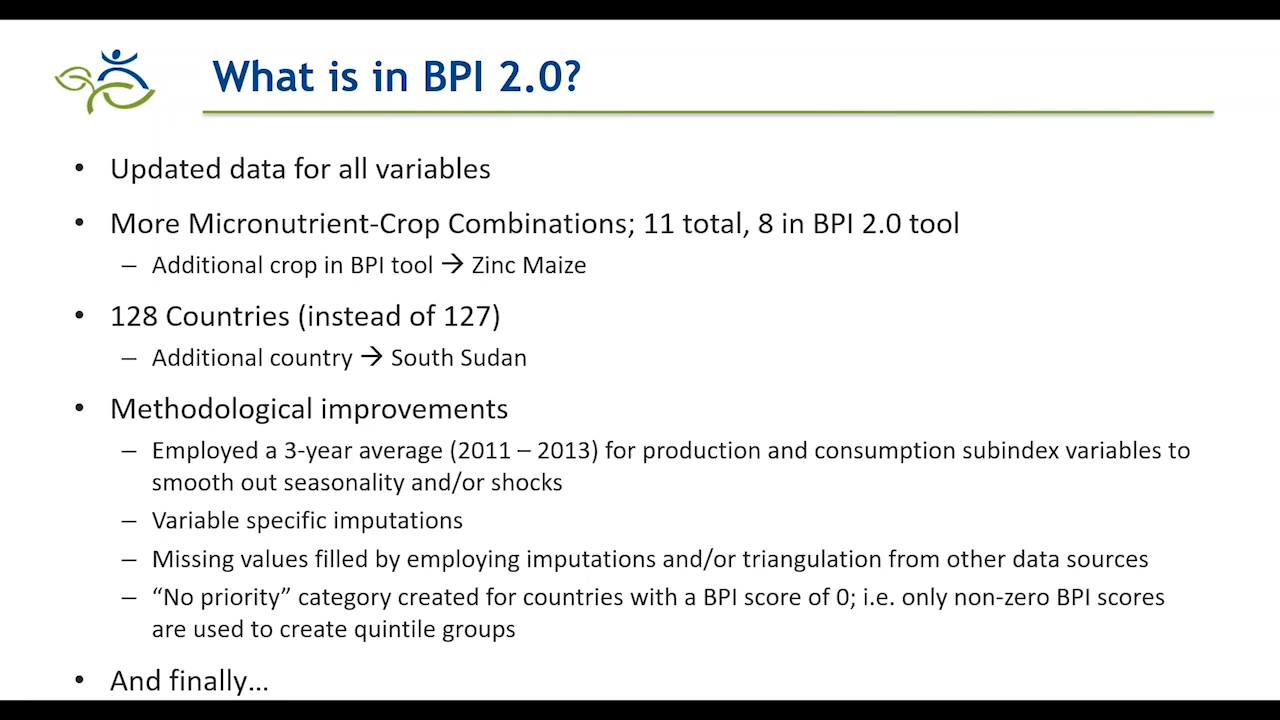 What is in BPI 2.0?
• Updated data for all variables
• More Micronutrient-Crop Combinations; 11 total, 8 in BPI 2.0 tool
– Additional crop in BPI tool → Zinc Maize
• 128 Countries (instead of 127)
– Additional country → South Sudan
• Methodological improvements
– Employed a 3-year average (2011 – 2013) for production and consumption subindex variables to
smooth out seasonality and/or shocks
– Variable specific imputations
– Missing values filled by employing imputations and/or triangulation from other data sources
– “No priority” category created for countries with a BPI score of 0; i.e. only non-zero BPI scores
are used to create quintile groups
• And finally…